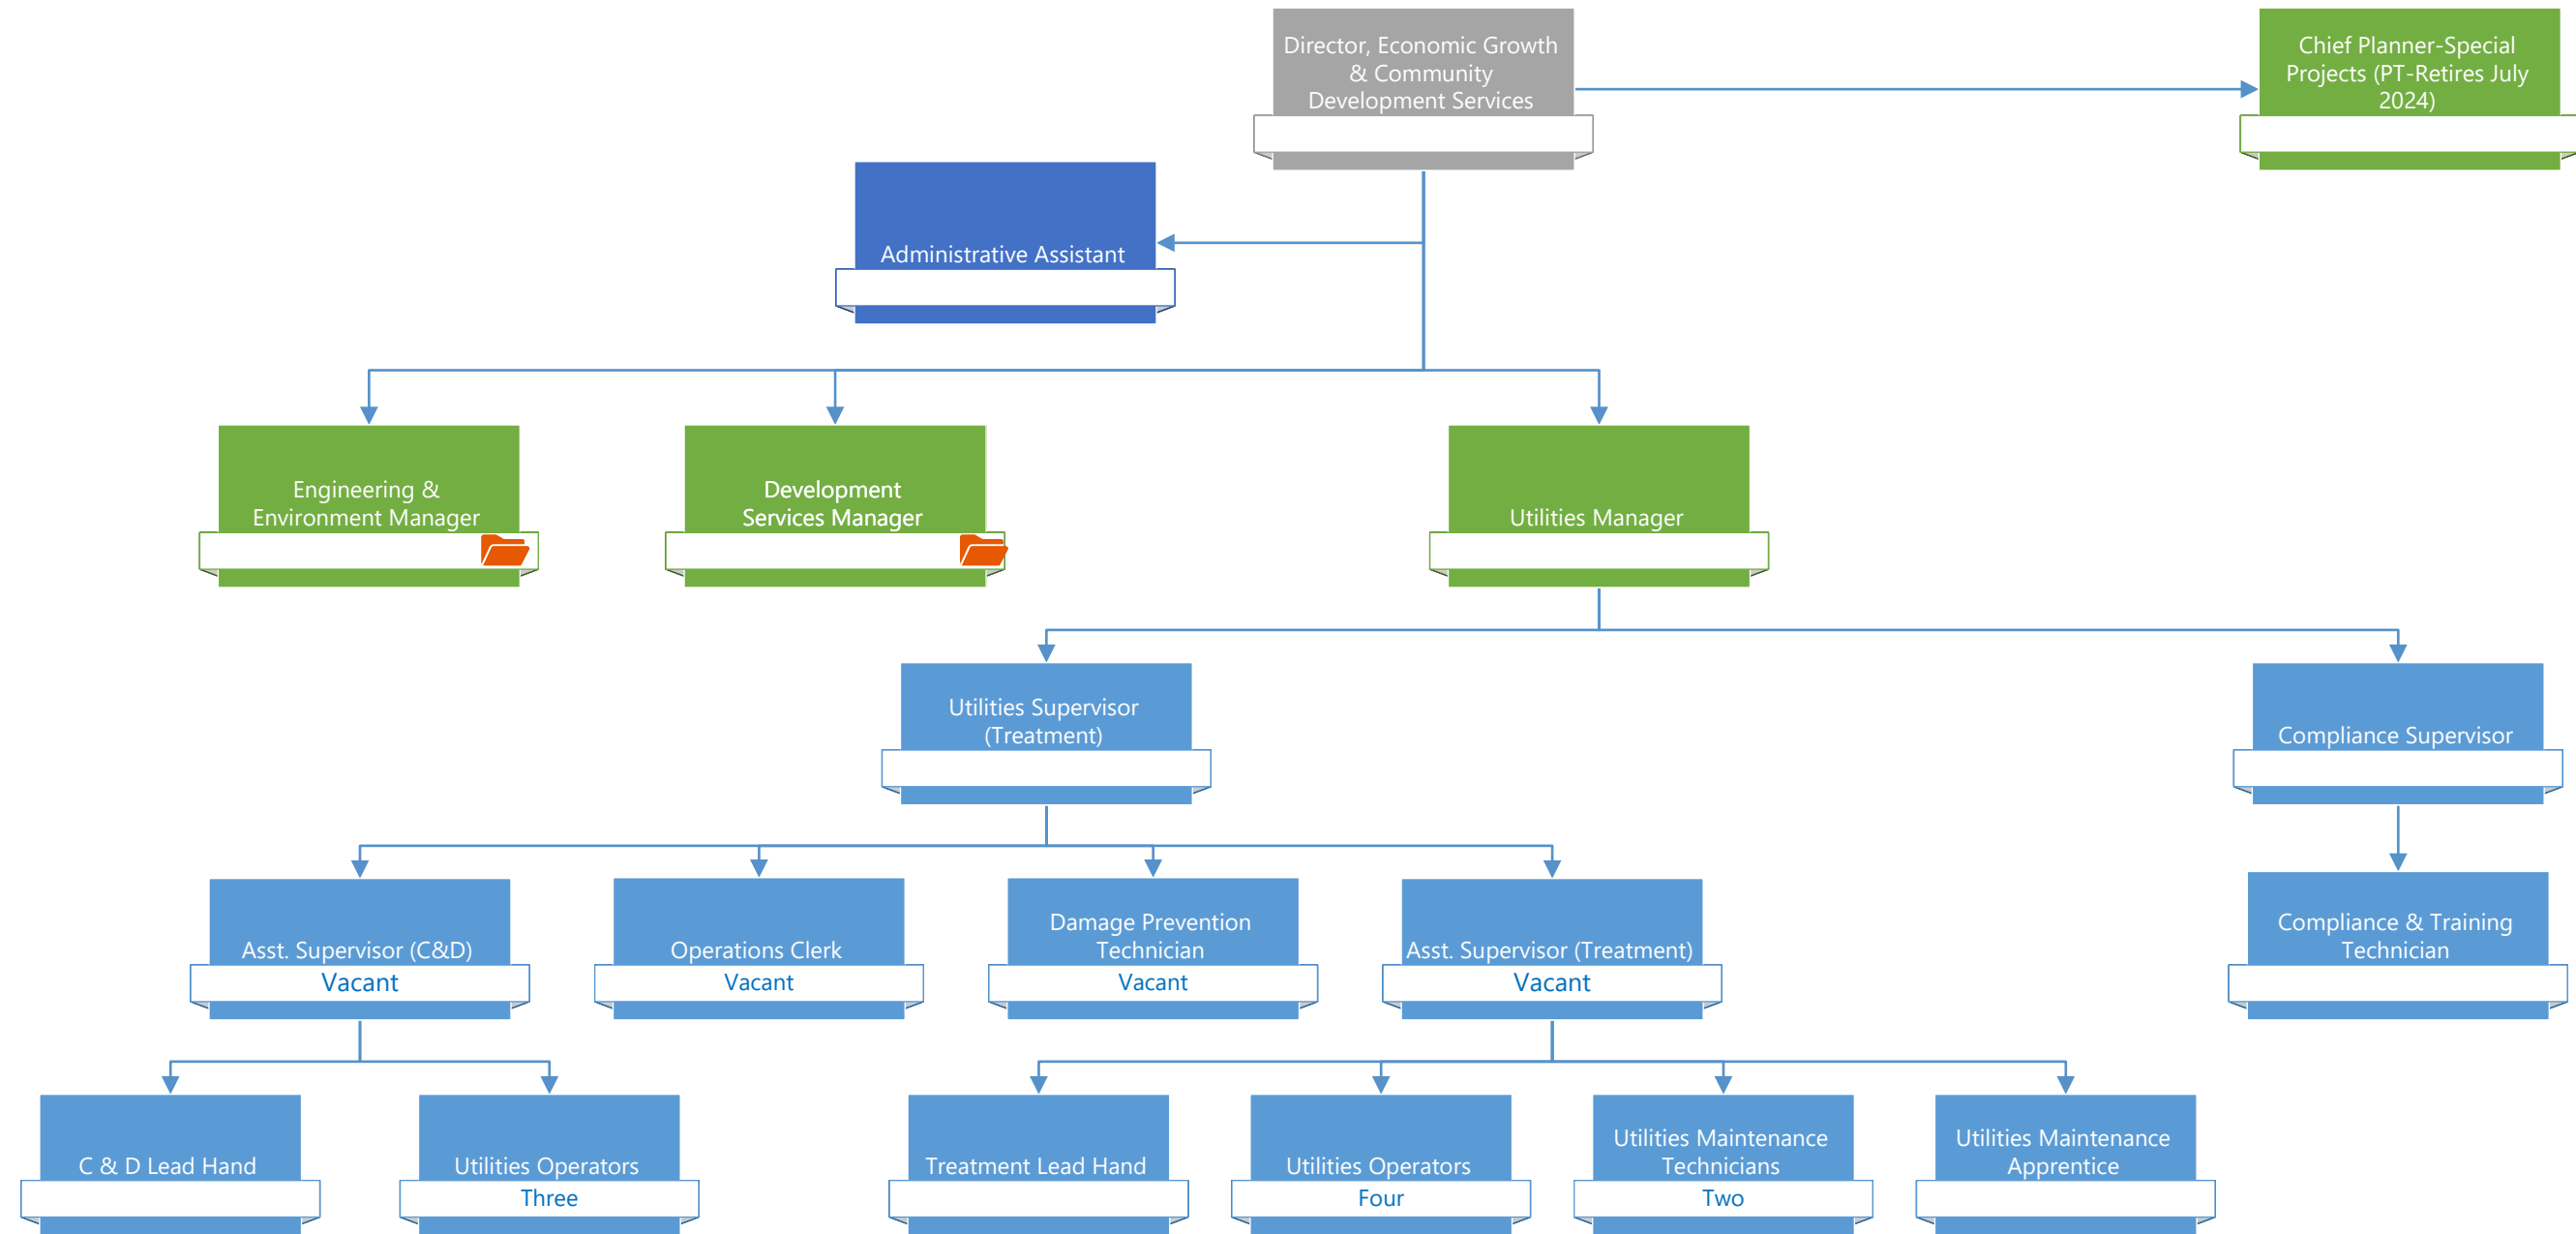 Director, Economic Growth
& Community
Development Services
Chief Planner-Special
Projects (PT-Retires July
2024)
Administrative Assistant
Engineering &
Environment Manager
Development
Services Manager
Utilities Manager
Utilities Supervisor
(Treatment)
Compliance Supervisor
Asst. Supervisor (C&D)
Vacant
Operations Clerk
Vacant
Damage Prevention
Technician
Vacant
Asst. Supervisor (Treatment)
Vacant
Compliance & Training
Technician
C & D Lead Hand
Utilities Operators
Three
Treatment Lead Hand
Utilities Operators
Four
Utilities Maintenance
Technicians
Two
Utilities Maintenance
Apprentice